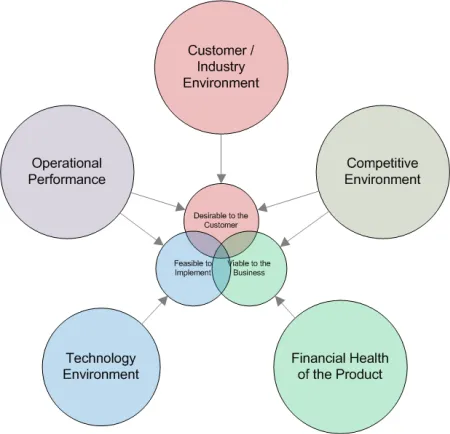 Customer /
Industry
Environment
Operational
Performance
Competitive
Environment
Desirable to the
Customer
Feasible to
Implement
Viable to the
Business
Technology
Environment
Financial Health
of the Product